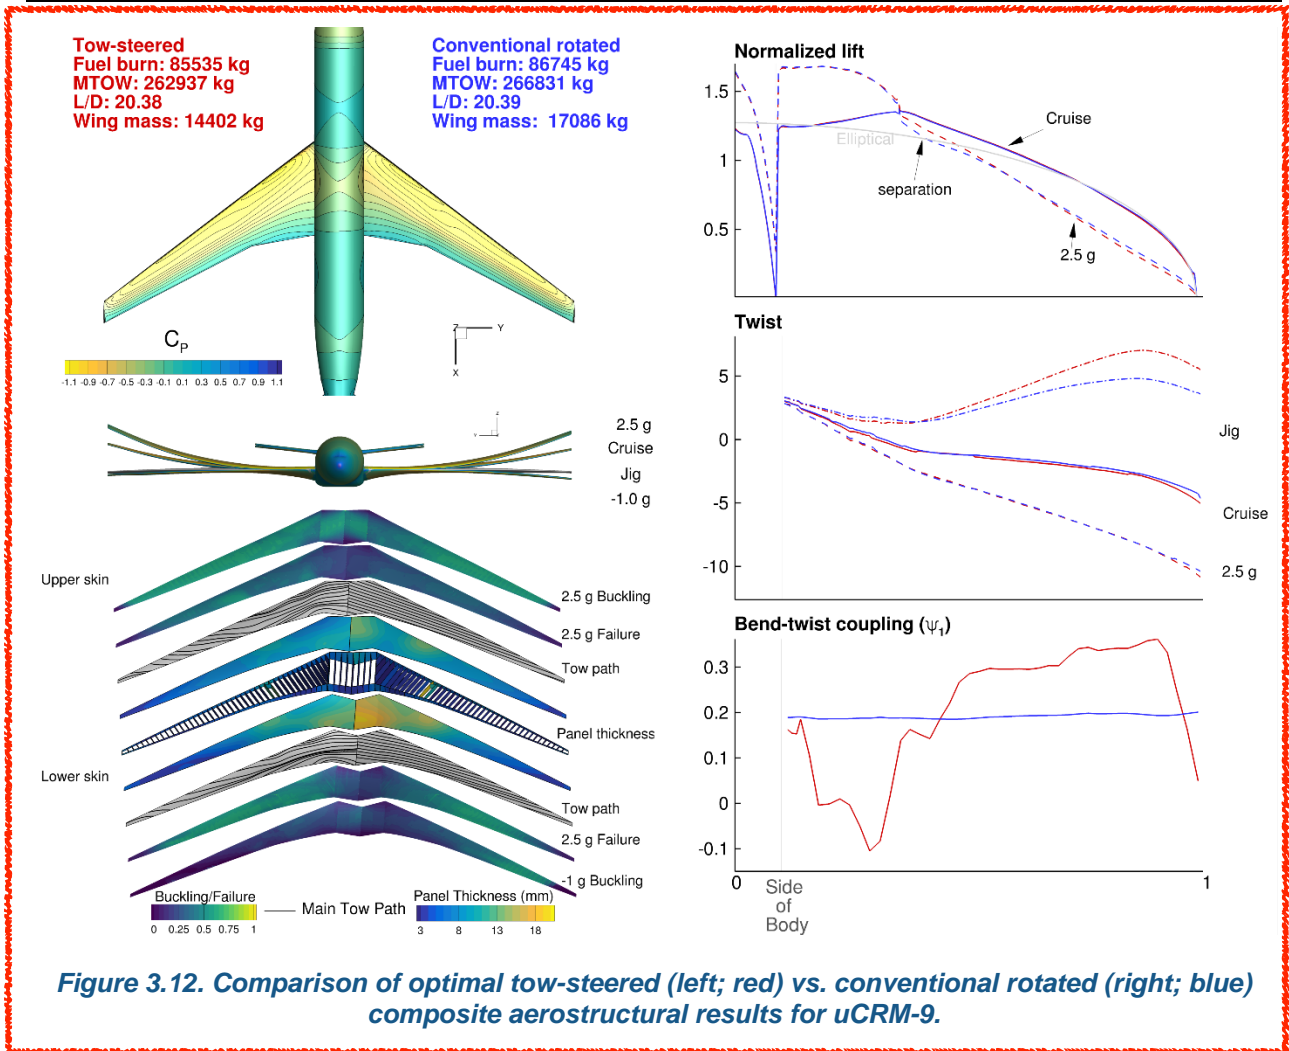 Tow-steered
Fuel burn: 85535 kg
MTOW: 262937 kg
L/D: 20.38
Wing mass: 14402 kg
Conventional rotated
Fuel burn: 86745 kg
MTOW: 266831 kg
L/D: 20.39
Wing mass:  17086 kg
C_P
-1.1 -0.9 -0.7 -0.5 -0.3 -0.1 0.1 0.3 0.5 0.7 0.9 1.1
Z Y
X
2.5 g
Cruise
Jig
-1.0 g
Upper skin
2.5 g Buckling
2.5 g Failure
Tow path
Panel thickness
Lower skin
Tow path
2.5 g Failure
-1 g Buckling
Buckling/Failure
0 0.25 0.5 0.75 1
Main Tow Path
Panel Thickness (mm)
3 8 13 18
Normalized lift
1.5
1
0.5
Elliptical
Cruise
separation
2.5 g
Twist
5
0
-5
-10
Jig
Cruise
2.5 g
Bend-twist coupling (ψ₁)
0.3
0.2
0.1
0
-0.1
0
1
Side
of
Body
Figure 3.12. Comparison of optimal tow-steered (left; red) vs. conventional rotated (right; blue)
composite aerostructural results for uCRM-9.